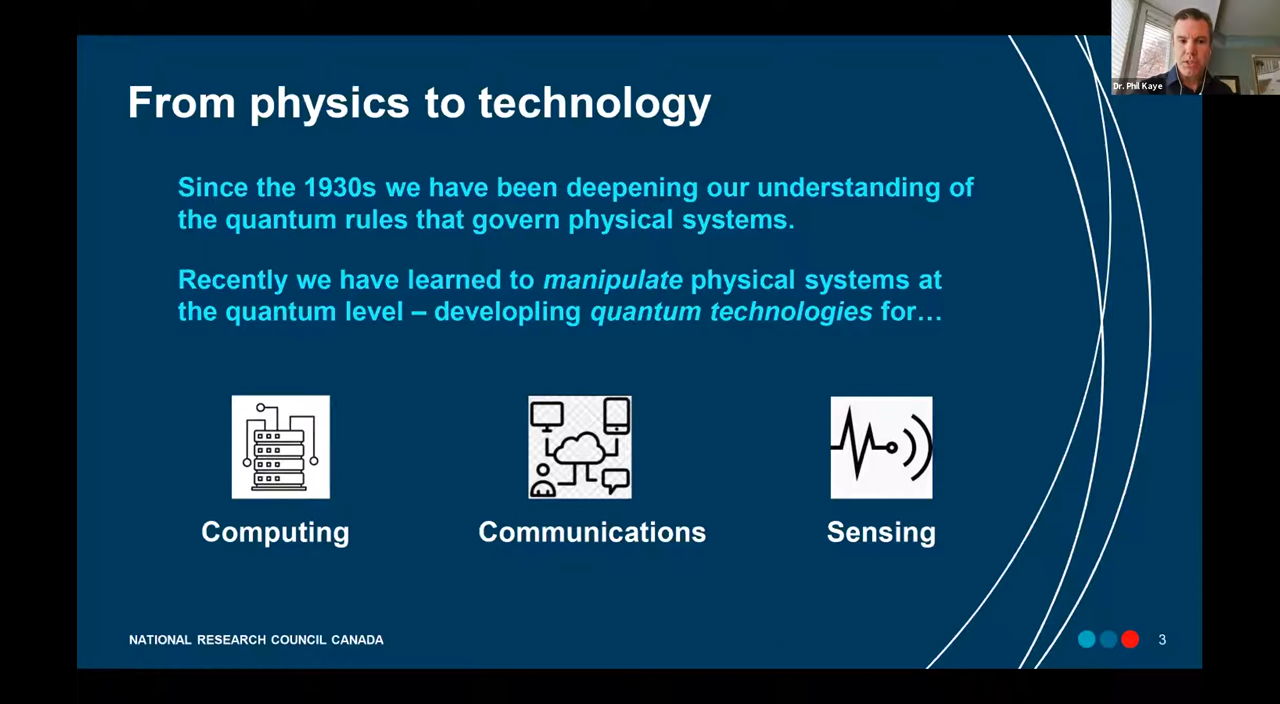 Dr. Phil Kaye
From physics to technology
Since the 1930s we have been deepening our understanding of
the quantum rules that govern physical systems.
Recently we have learned to manipulate physical systems at
the quantum level – developling quantum technologies for…
Computing
Communications
Sensing
NATIONAL RESEARCH COUNCIL CANADA
3